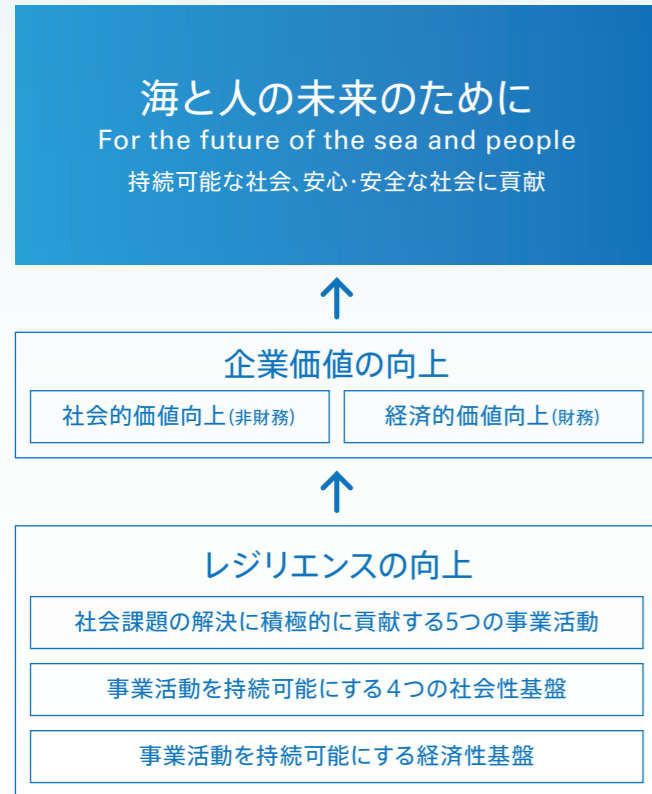 海と人の未来のために
For the future of the sea and people
持続可能な社会、安心・安全な社会に貢献
企業価値の向上
社会的価値向上(非財務)
経済的価値向上(財務)
レジリエンスの向上
社会課題の解決に積極的に貢献する5つの事業活動
事業活動を持続可能にする4つの社会性基盤
事業活動を持続可能にする経済性基盤